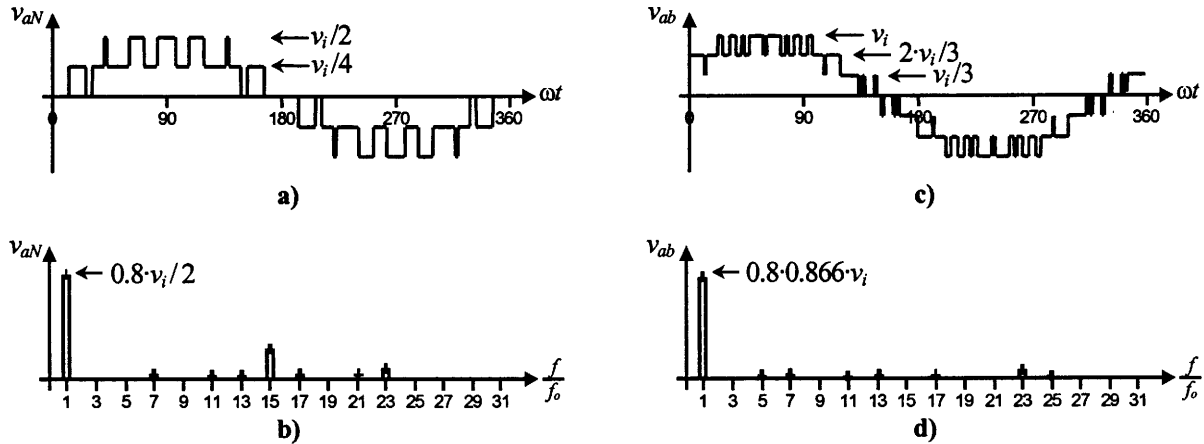 v_aN
v_i/2
v_i/4
ωt
0 90 180 270 360
a)
v_ab
v_i
2·v_i/3
v_i/3
ωt
0 90 180 270 360
c)
v_aN
0.8·v_i/2
f/f_o
1 3 5 7 9 11 13 15 17 19 21 23 25 27 29 31
b)
v_ab
0.8·0.866·v_i
f/f_o
1 3 5 7 9 11 13 15 17 19 21 23 25 27 29 31
d)